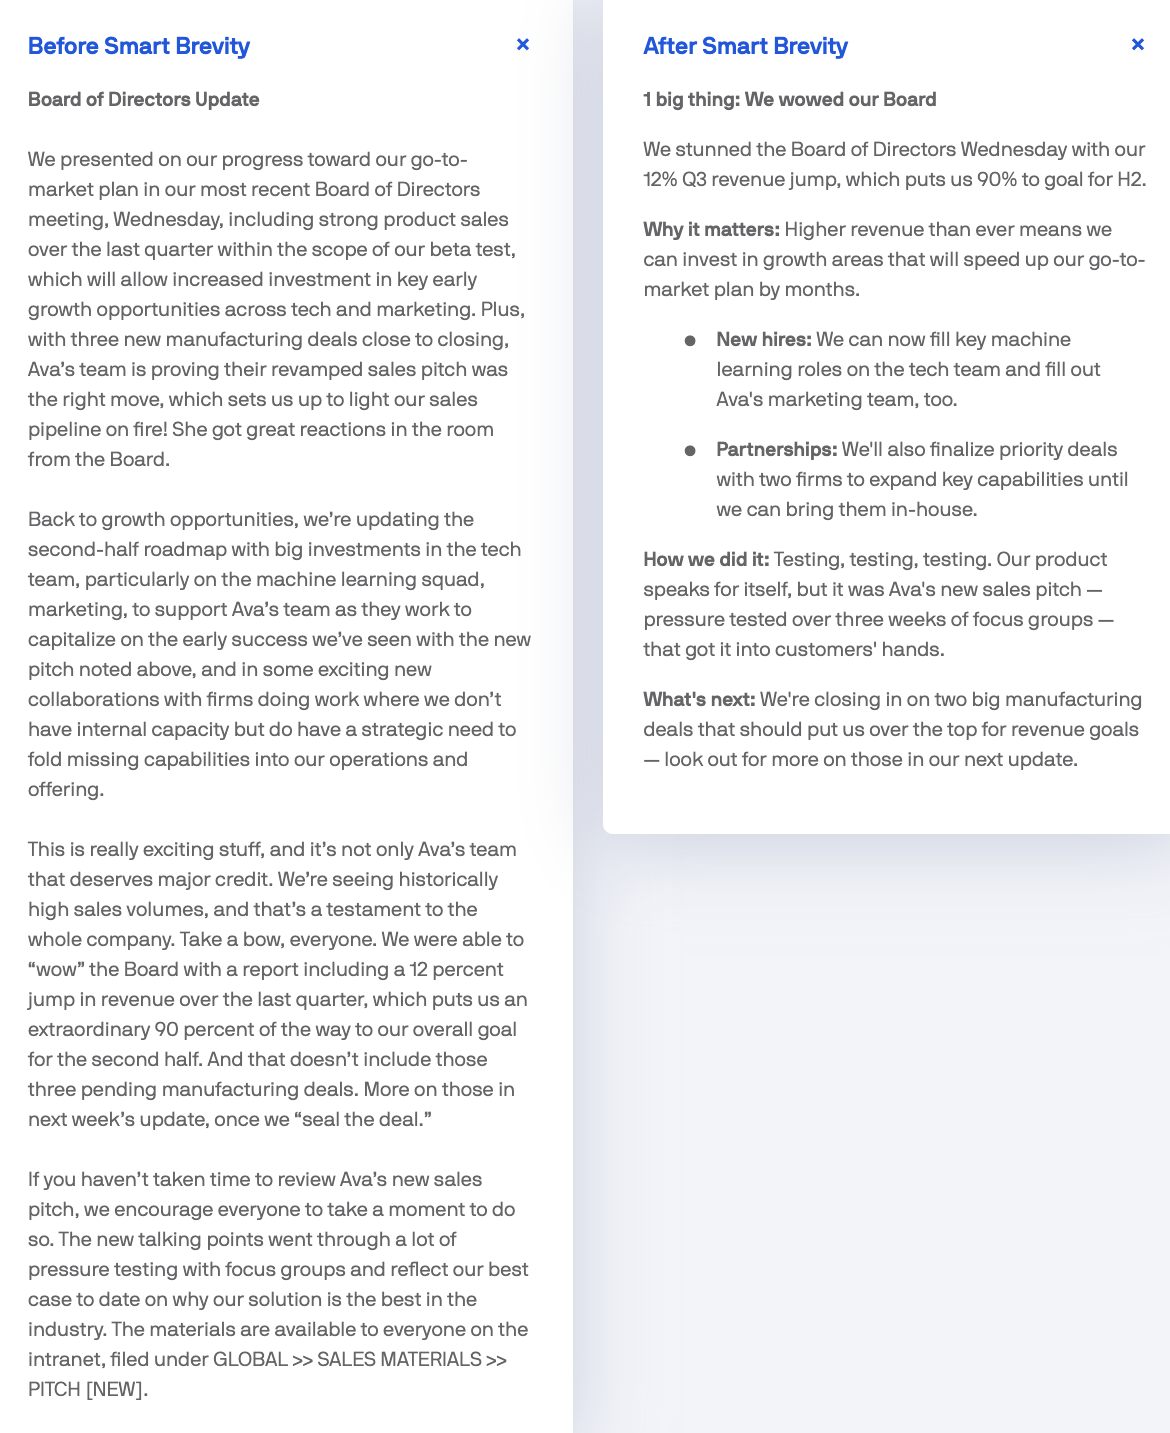 Before Smart Brevity
×
Board of Directors Update
We presented on our progress toward our go-to-
market plan in our most recent Board of Directors
meeting, Wednesday, including strong product sales
over the last quarter within the scope of our beta test,
which will allow increased investment in key early
growth opportunities across tech and marketing. Plus,
with three new manufacturing deals close to closing,
Ava’s team is proving their revamped sales pitch was
the right move, which sets us up to light our sales
pipeline on fire! She got great reactions in the room
from the Board.
Back to growth opportunities, we’re updating the
second-half roadmap with big investments in the tech
team, particularly on the machine learning squad,
marketing, to support Ava’s team as they work to
capitalize on the early success we’ve seen with the new
pitch noted above, and in some exciting new
collaborations with firms doing work where we don’t
have internal capacity but do have a strategic need to
fold missing capabilities into our operations and
offering.
This is really exciting stuff, and it’s not only Ava’s team
that deserves major credit. We’re seeing historically
high sales volumes, and that’s a testament to the
whole company. Take a bow, everyone. We were able to
“wow” the Board with a report including a 12 percent
jump in revenue over the last quarter, which puts us an
extraordinary 90 percent of the way to our overall goal
for the second half. And that doesn’t include those
three pending manufacturing deals. More on those in
next week’s update, once we “seal the deal.”
If you haven’t taken time to review Ava’s new sales
pitch, we encourage everyone to take a moment to do
so. The new talking points went through a lot of
pressure testing with focus groups and reflect our best
case to date on why our solution is the best in the
industry. The materials are available to everyone on the
intranet, filed under GLOBAL >> SALES MATERIALS >>
PITCH [NEW].
After Smart Brevity
×
1 big thing: We wowed our Board
We stunned the Board of Directors Wednesday with our
12% Q3 revenue jump, which puts us 90% to goal for H2.
Why it matters: Higher revenue than ever means we
can invest in growth areas that will speed up our go-to-
market plan by months.
● New hires: We can now fill key machine
learning roles on the tech team and fill out
Ava's marketing team, too.
● Partnerships: We'll also finalize priority deals
with two firms to expand key capabilities until
we can bring them in-house.
How we did it: Testing, testing, testing. Our product
speaks for itself, but it was Ava's new sales pitch —
pressure tested over three weeks of focus groups —
that got it into customers' hands.
What's next: We're closing in on two big manufacturing
deals that should put us over the top for revenue goals
— look out for more on those in our next update.